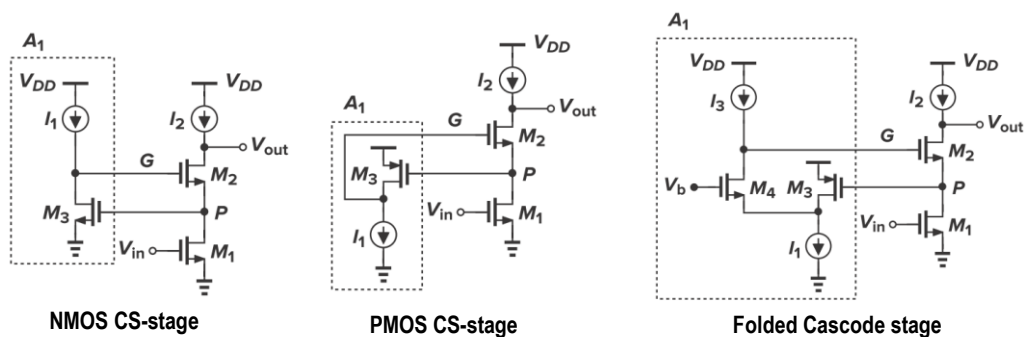 A1
VDD
VDD
I1
I2
Vout
G
M2
M3
P
Vin
M1
NMOS CS-stage
VDD
I2
A1
Vout
G
M2
M3
P
Vin
M1
I1
PMOS CS-stage
A1
VDD
VDD
I3
I2
Vout
G
M2
Vb
M4
M3
P
Vin
M1
I1
Folded Cascode stage